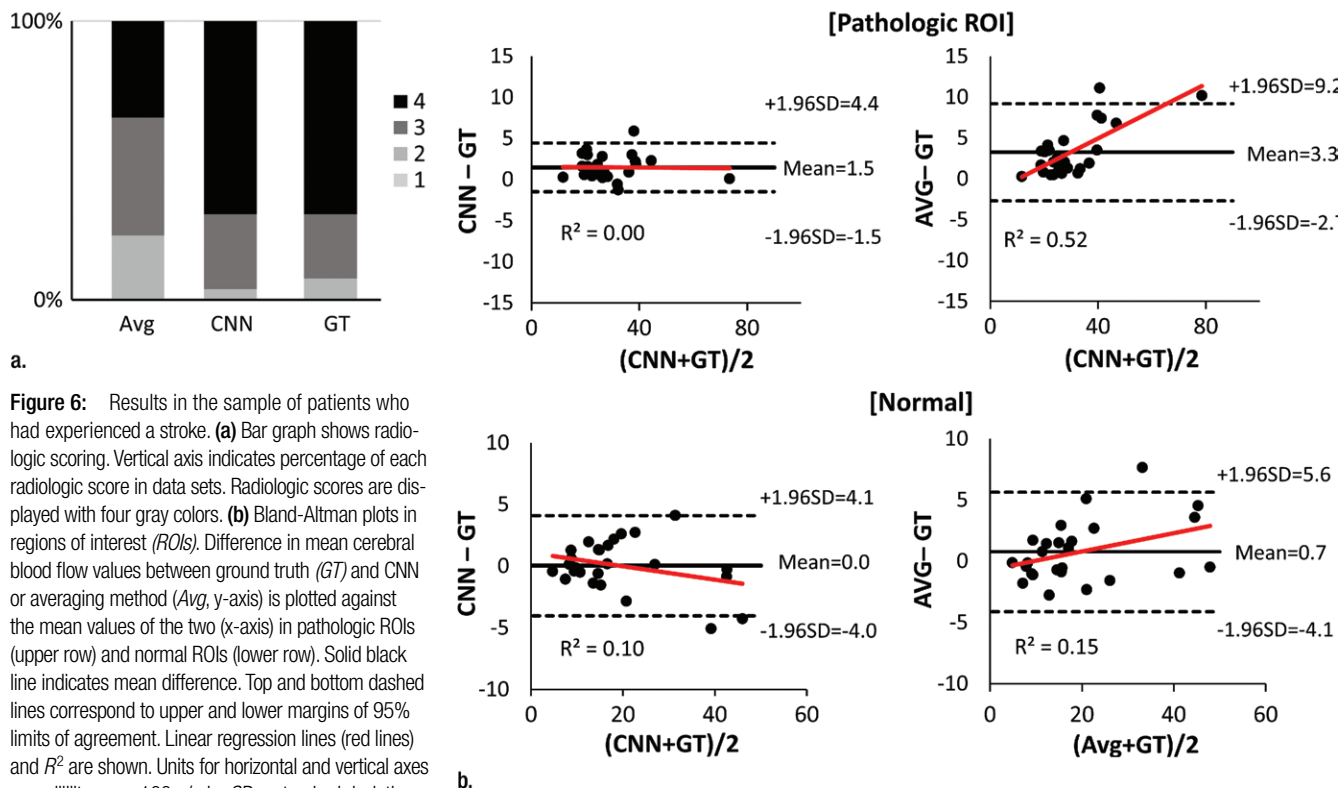 100%
0%
Avg CNN GT
4
3
2
1
a.
Figure 6: Results in the sample of patients who
had experienced a stroke. (a) Bar graph shows radio-
logic scoring. Vertical axis indicates percentage of each
radiologic score in data sets. Radiologic scores are dis-
played with four gray colors. (b) Bland-Altman plots in
regions of interest (ROIs). Difference in mean cerebral
blood flow values between ground truth (GT) and CNN
or averaging method (Avg, y-axis) is plotted against
the mean values of the two (x-axis) in pathologic ROIs
(upper row) and normal ROIs (lower row). Solid black
line indicates mean difference. Top and bottom dashed
lines correspond to upper and lower margins of 95%
limits of agreement. Linear regression lines (red lines)
and R² are shown. Units for horizontal and vertical axes
[Pathologic ROI]
CNN – GT
15
10
5
0
-5
-10
-15
+1.96SD=4.4
Mean=1.5
-1.96SD=-1.5
R² = 0.00
0 40 80
(CNN+GT)/2
AVG– GT
15
10
5
0
-5
-10
-15
+1.96SD=9.2
Mean=3.3
-1.96SD=-2.7
R² = 0.52
0 40 80
(CNN+GT)/2
[Normal]
CNN – GT
10
5
0
-5
-10
+1.96SD=4.1
Mean=0.0
-1.96SD=-4.0
R² = 0.10
0 20 40 60
(CNN+GT)/2
AVG– GT
10
5
0
-5
-10
+1.96SD=5.6
Mean=0.7
-1.96SD=-4.1
R² = 0.15
0 20 40 60
(Avg+GT)/2
b.